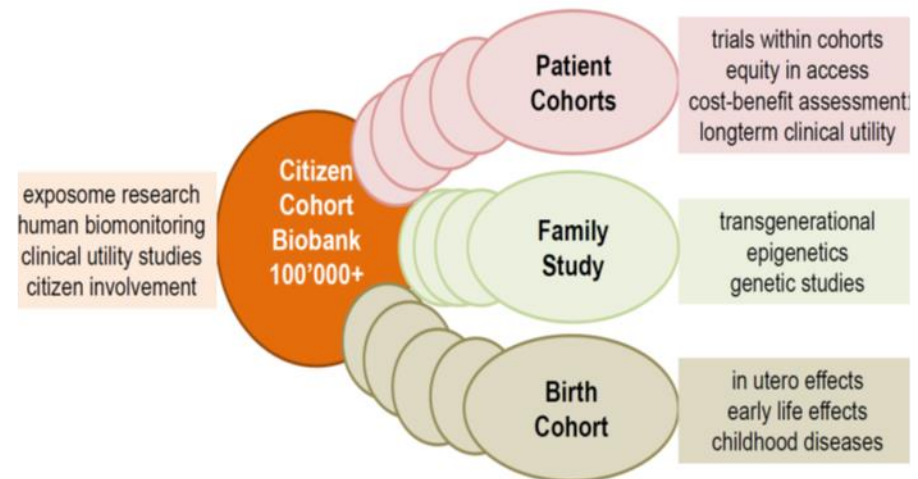 exposome research
human biomonitoring
clinical utility studies
citizen involvement
Citizen
Cohort
Biobank
100'000+
Patient
Cohorts
trials within cohorts
equity in access
cost-benefit assessment:
longterm clinical utility
Family
Study
transgenerational
epigenetics
genetic studies
Birth
Cohort
in utero effects
early life effects
childhood diseases